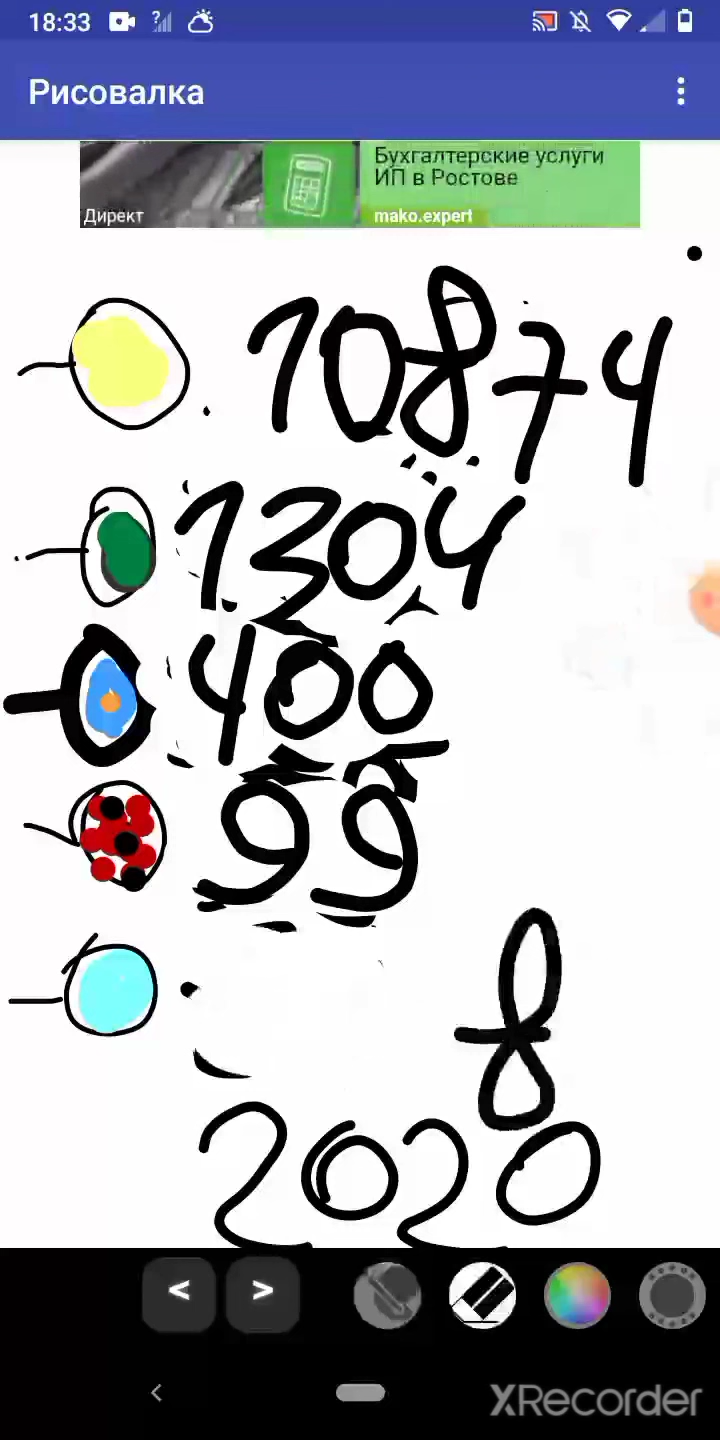 18:33
Рисовалка
Бухгалтерские услуги
ИП в Ростове
Директ
mako.expert
10874
1304
400
99
8
2020
XRecorder